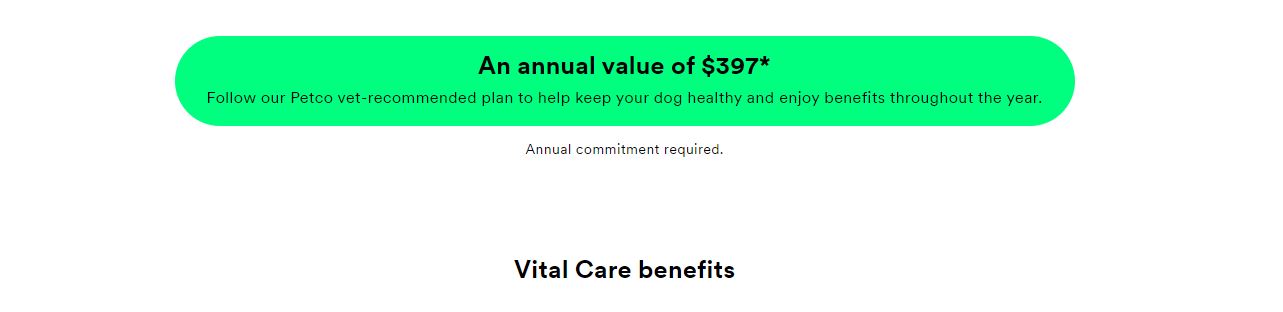 An annual value of $397*
Follow our Petco vet-recommended plan to help keep your dog healthy and enjoy benefits throughout the year.
Annual commitment required.
Vital Care benefits